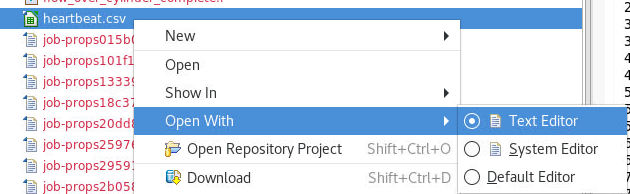 heartbeat.csv
job-props015b0
New
job-props101f1
Open
job-props13339
Show In
job-props18c37
Open With
Text Editor
job-props20dd8
System Editor
job-props25976
Open Repository Project Shift+Ctrl+O
job-props29591
Default Editor
Download Shift+Ctrl+D
job-props2b058